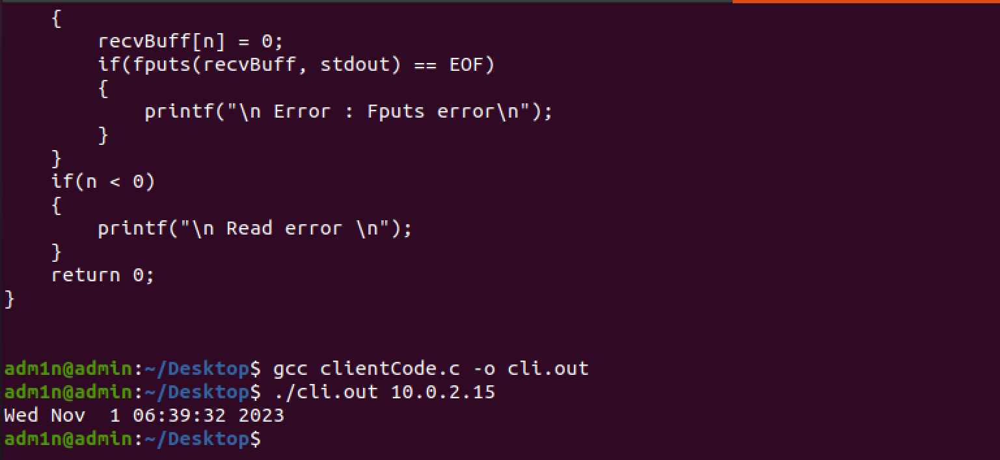 {
        recvBuff[n] = 0;
        if(fputs(recvBuff, stdout) == EOF)
        {
            printf("\n Error : Fputs error\n");
        }
    }
    if(n < 0)
    {
        printf("\n Read error \n");
    }
    return 0;
}
adm1n@admin:~/Desktop$ gcc clientCode.c -o cli.out
adm1n@admin:~/Desktop$ ./cli.out 10.0.2.15
Wed Nov  1 06:39:32 2023
adm1n@admin:~/Desktop$